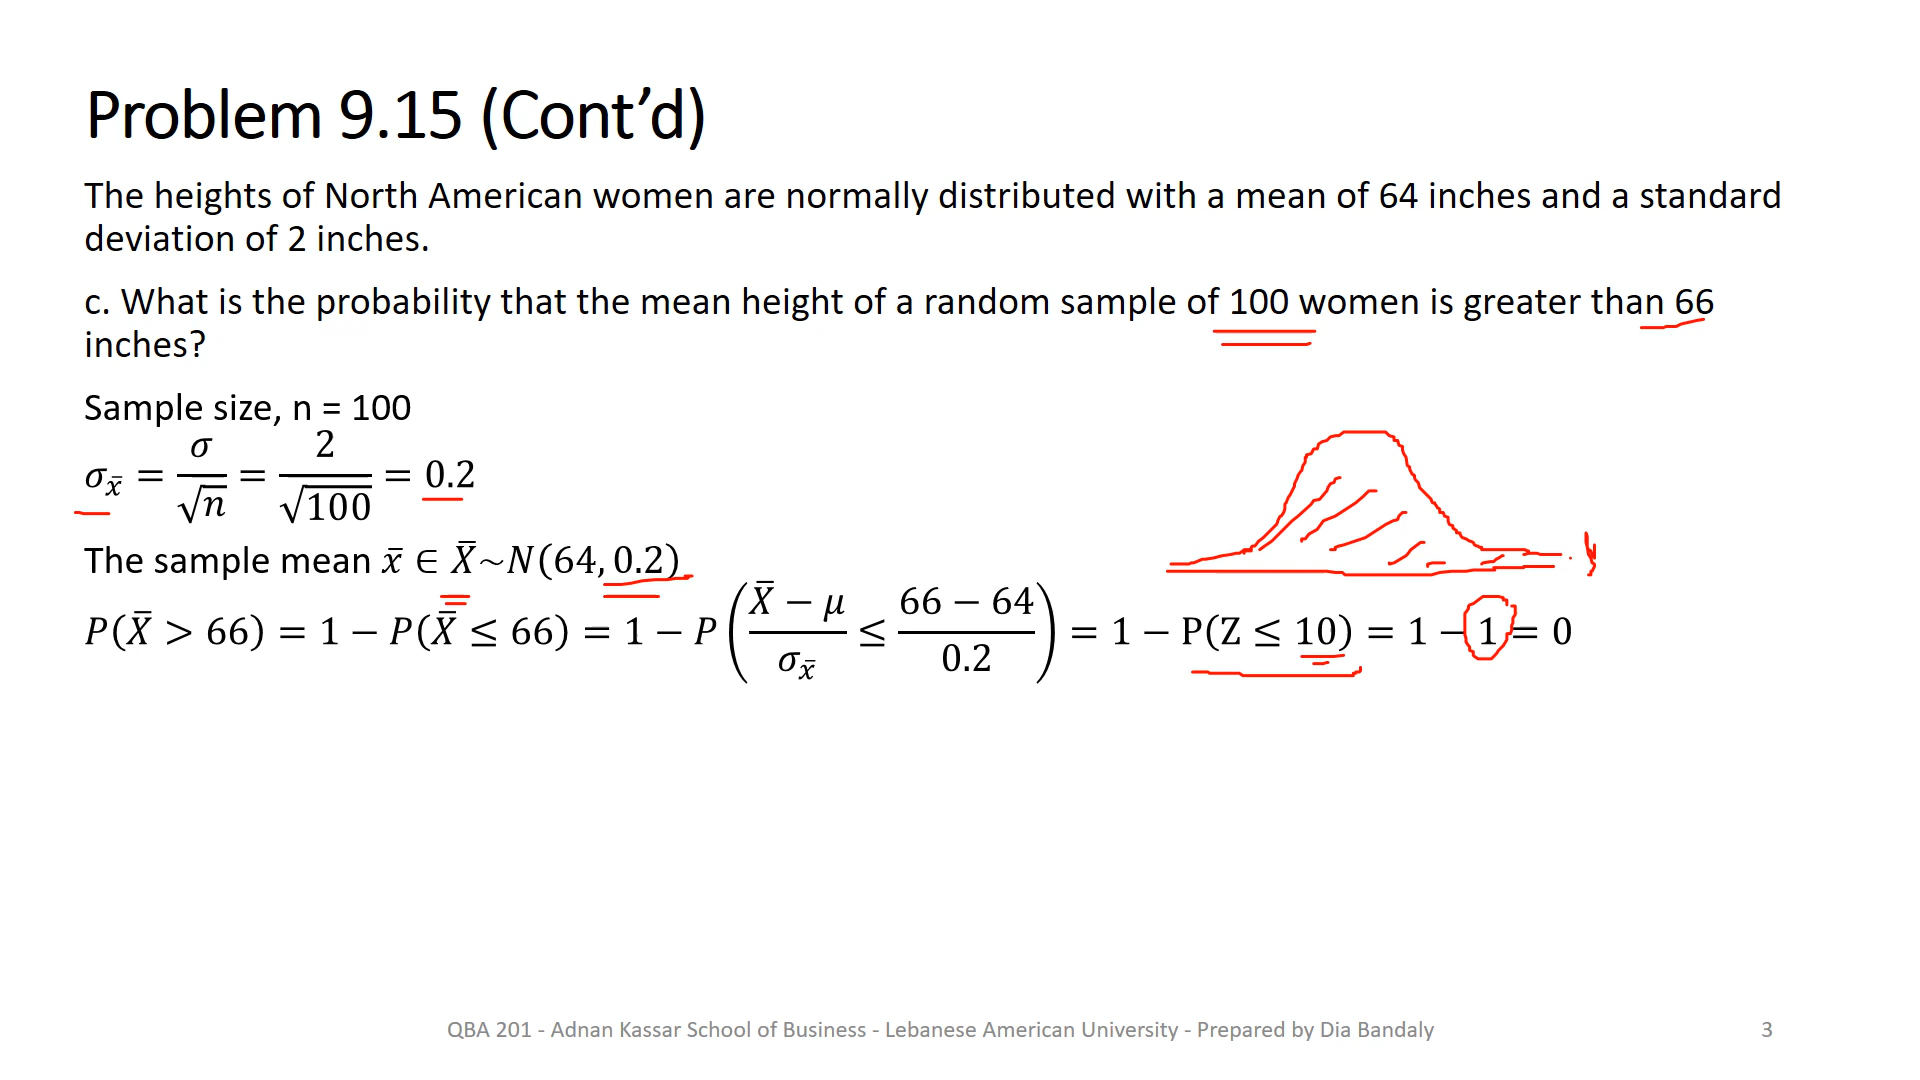 Problem 9.15 (Cont’d)
The heights of North American women are normally distributed with a mean of 64 inches and a standard
deviation of 2 inches.
c. What is the probability that the mean height of a random sample of 100 women is greater than 66
inches?
Sample size, n = 100
σ_x̄ = σ/√n = 2/√100 = 0.2
The sample mean x̄ ∈ X̄~N(64, 0.2)
P(X̄ > 66) = 1 − P(X̄ ≤ 66) = 1 − P((X̄ − μ)/σ_x̄ ≤ (66 − 64)/0.2) = 1 − P(Z ≤ 10) = 1 − 1 = 0
QBA 201 - Adnan Kassar School of Business - Lebanese American University - Prepared by Dia Bandaly
3